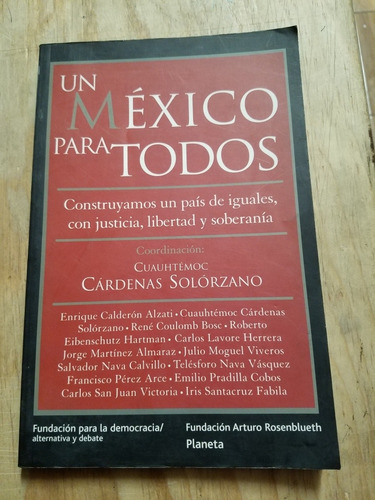 UN
MÉXICO
PARA TODOS
Construyamos un país de iguales,
con justicia, libertad y soberanía
Coordinación:
CUAUHTÉMOC
CÁRDENAS SOLÓRZANO
Enrique Calderón Alzati · Cuauhtémoc Cárdenas
Solórzano · René Coulomb Bosc · Roberto
Eibenschutz Hartman · Carlos Lavore Herrera
Jorge Martínez Almaraz · Julio Moguel Viveros
Salvador Nava Calvillo · Telésforo Nava Vásquez
Francisco Pérez Arce · Emilio Pradilla Cobos
Carlos San Juan Victoria · Iris Santacruz Fabila
Fundación para la democracia/
alternativa y debate
Fundación Arturo Rosenblueth
Planeta